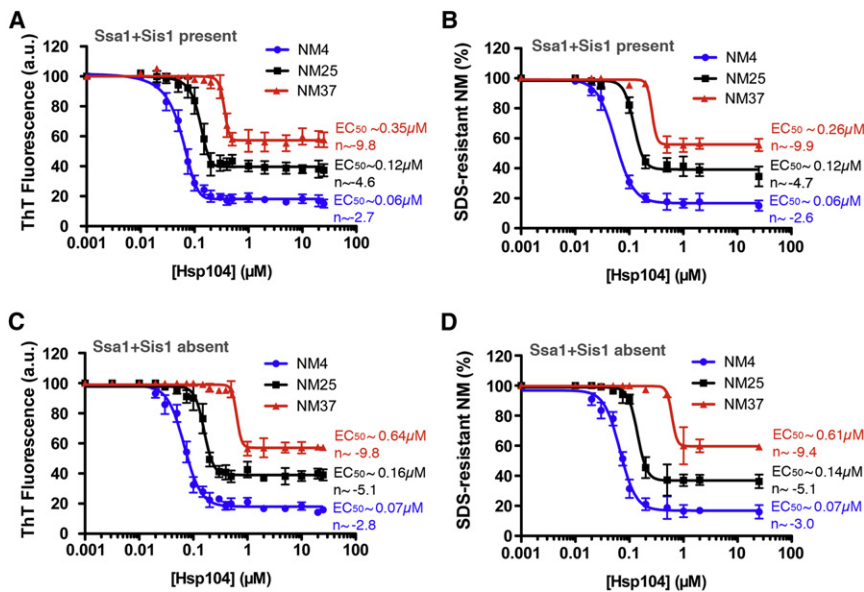 A
Ssa1+Sis1 present
ThT Fluorescence (a.u.)
120
100
80
60
40
20
0
0.001
0.01
0.1
1
10
100
[Hsp104] (µM)
NM4
NM25
NM37
EC50 ~0.35µM
n~-9.8
EC50~0.12µM
n~-4.6
EC50~0.06µM
n~-2.7
B
Ssa1+Sis1 present
SDS-resistant NM (%)
120
100
80
60
40
20
0
0.001
0.01
0.1
1
10
100
[Hsp104] (µM)
NM4
NM25
NM37
EC50 ~0.26µM
n~ -9.9
EC50~0.12µM
n~ -4.7
EC50~0.06µM
n~ -2.6
C
Ssa1+Sis1 absent
ThT Fluorescence (a.u.)
120
100
80
60
40
20
0
0.001
0.01
0.1
1
10
100
[Hsp104] (µM)
NM4
NM25
NM37
EC50~ 0.64µM
n~ -9.8
EC50~ 0.16µM
n~ -5.1
EC50~ 0.07µM
n~ -2.8
D
Ssa1+Sis1 absent
SDS-resistant NM (%)
120
100
80
60
40
20
0
0.001
0.01
0.1
1
10
100
[Hsp104] (µM)
NM4
NM25
NM37
EC50~ 0.61µM
n~ -9.4
EC50~0.14µM
n~ -5.1
EC50~0.07µM
n~ -3.0